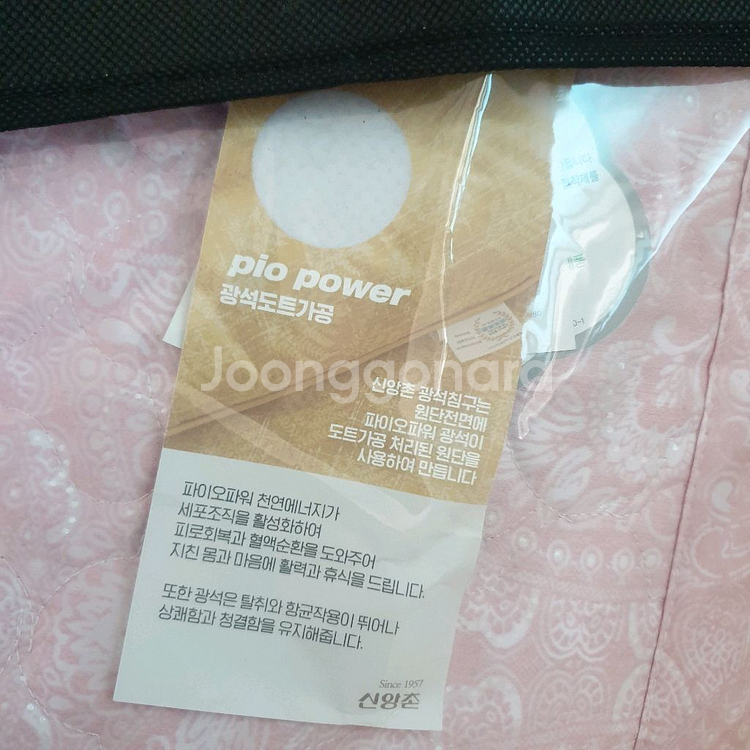 pio power
광석도트가공
Joonggonara
신앙촌 광석침구는
원단전면에
파이오파워 광석이
도트가공 처리된 원단을
사용하여 만듭니다
파이오파워 천연에너지가
세포조직을 활성화하여
피로회복과 혈액순환을 도와주어
지친 몸과 마음에 활력과 휴식을 드립니다.
또한 광석은 탈취와 항균작용이 뛰어나
상쾌함과 청결함을 유지해줍니다.
Since 1957
신앙촌